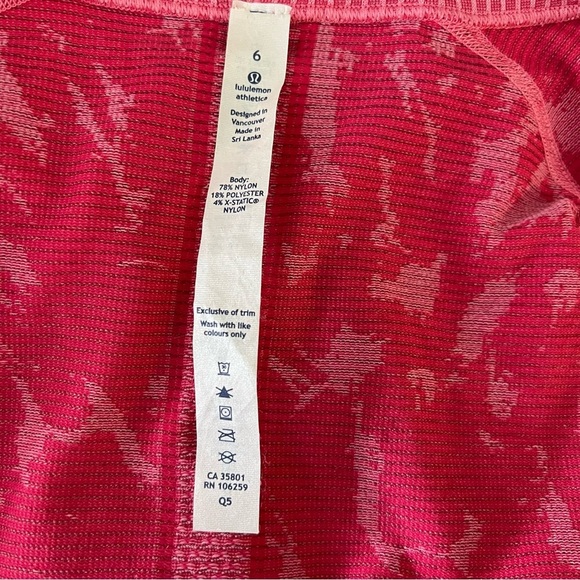 6
lululemon
athletica
Designed in
Vancouver
Made in
Sri Lanka
Body:
78% NYLON
18% POLYESTER
4% X-STATIC®
NYLON
Exclusive of trim
Wash with like
colours only
CA 35801
RN 106259
Q5